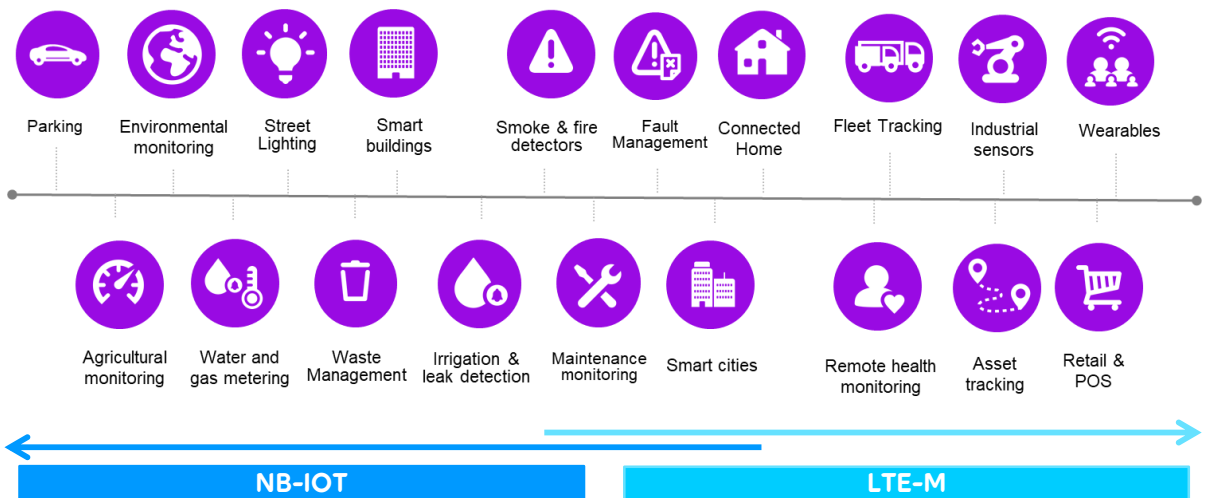 Parking
Environmental
monitoring
Street
Lighting
Smart
buildings
Smoke & fire
detectors
Fault
Management
Connected
Home
Fleet Tracking
Industrial
sensors
Wearables
Agricultural
monitoring
Water and
gas metering
Waste
Management
Irrigation &
leak detection
Maintenance
monitoring
Smart cities
Remote health
monitoring
Asset
tracking
Retail &
POS
NB-IOT
LTE-M